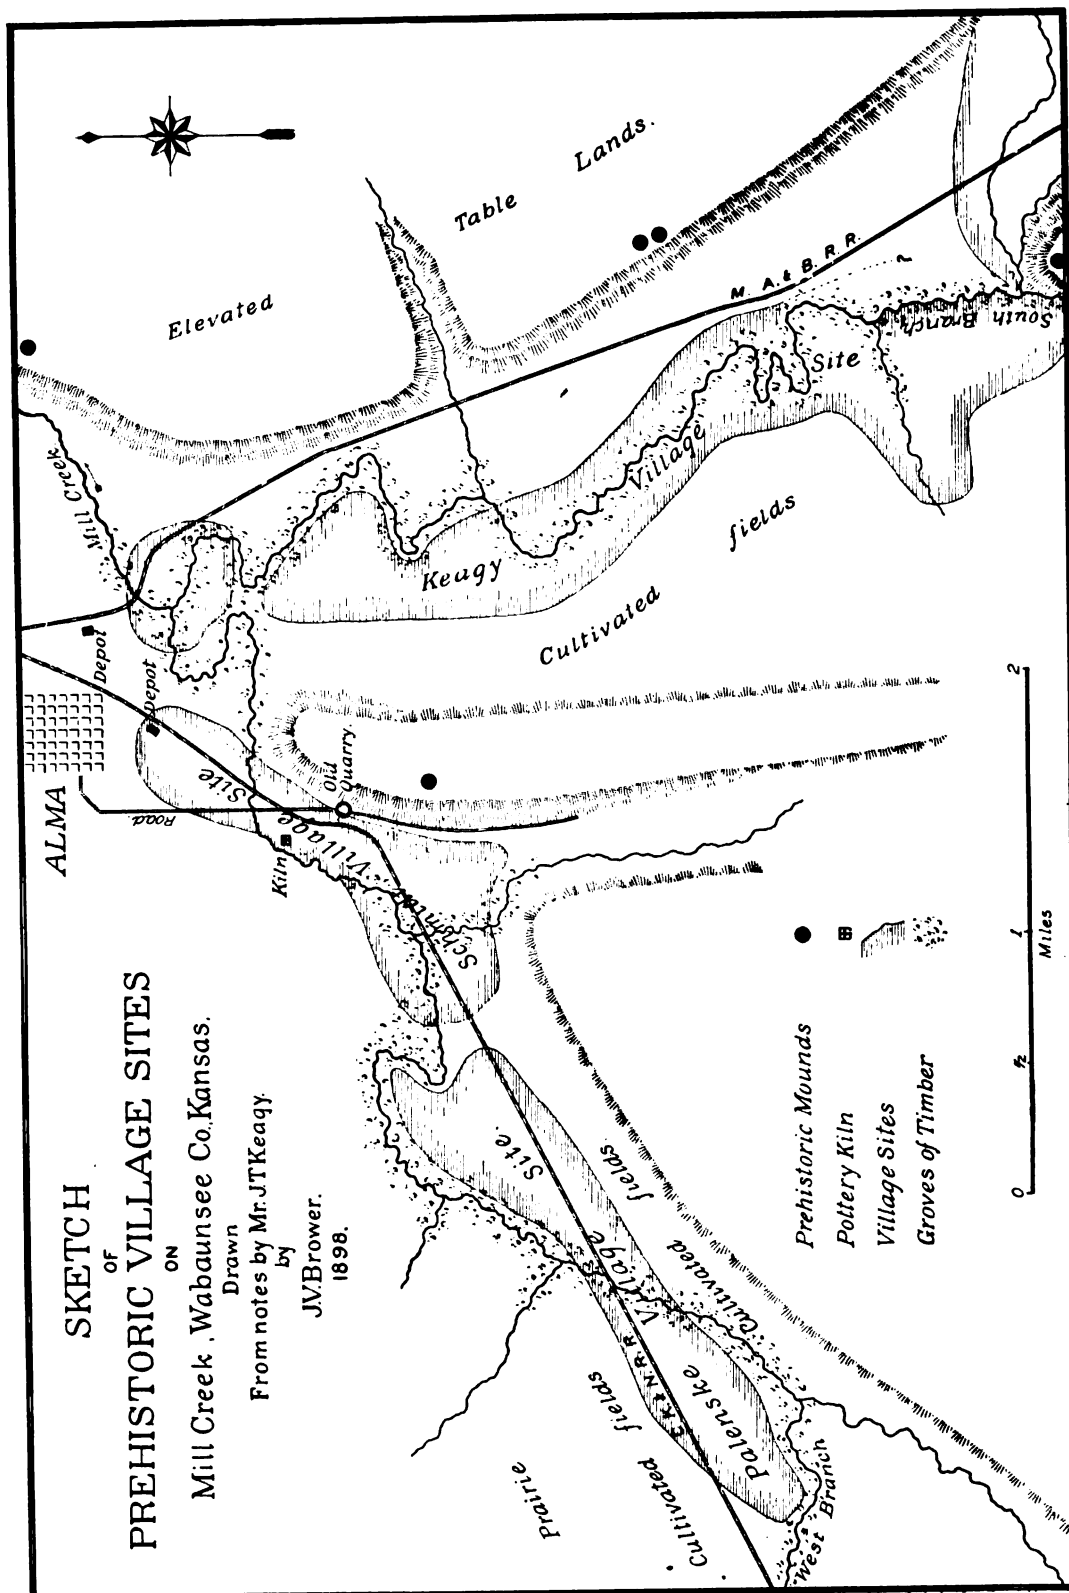 SKETCH
OF
PREHISTORIC VILLAGE SITES
ON
Mill Creek, Wabaunsee Co, Kansas.
Drawn
From notes by Mr. J.T Keagy.
by
J.V. Brower.
1898.
ALMA
Depot
Depot
Road.
Kiln
Old
Quarry.
Mill Creek
Elevated
Table
Lands.
M. A. & B. R. R.
South
Branch
Keagy
Village
Site
Cultivated
fields
Schmitz
Village
Site
Palenske
Village
Site.
C. K & N. R R
Cultivated
fields
Cultivated
fields
Prairie
West Branch
Prehistoric Mounds
Pottery Kiln
Village Sites
Groves of Timber
0
1/2
1
2
Miles